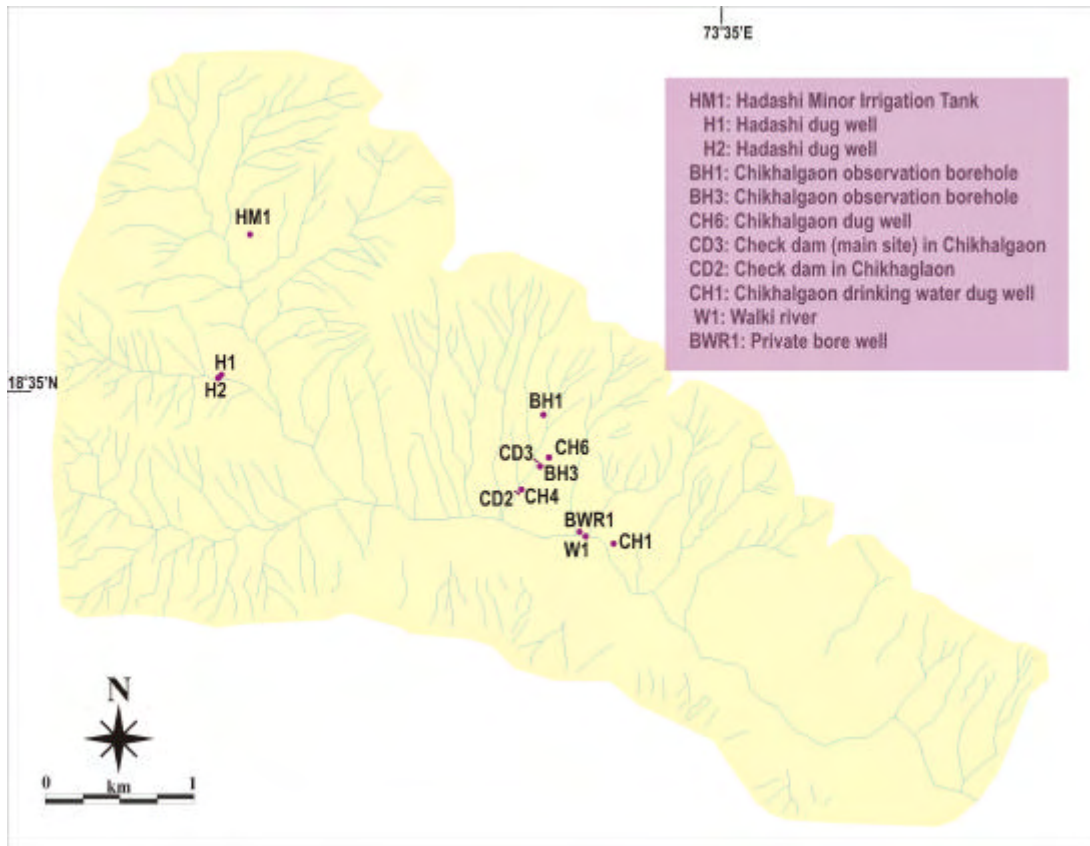 73°35'E
HM1: Hadashi Minor Irrigation Tank
H1: Hadashi dug well
H2: Hadashi dug well
BH1: Chikhalgaon observation borehole
BH3: Chikhalgaon observation borehole
CH6: Chikhalgaon dug well
CD3: Check dam (main site) in Chikhalgaon
CD2: Check dam in Chikhaglaon
CH1: Chikhalgaon drinking water dug well
W1: Walki river
BWR1: Private bore well
HM1
H1
18°35'N
H2
BH1
CH6
CD3
BH3
CD2
CH4
BWR1
W1
CH1
N
0 km 1